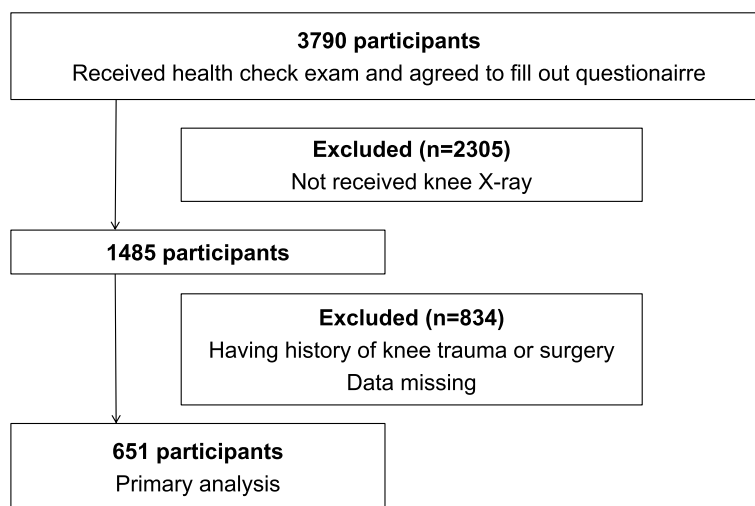 3790 participants
Received health check exam and agreed to fill out questionairre
Excluded (n=2305)
Not received knee X-ray
1485 participants
Excluded (n=834)
Having history of knee trauma or surgery
Data missing
651 participants
Primary analysis